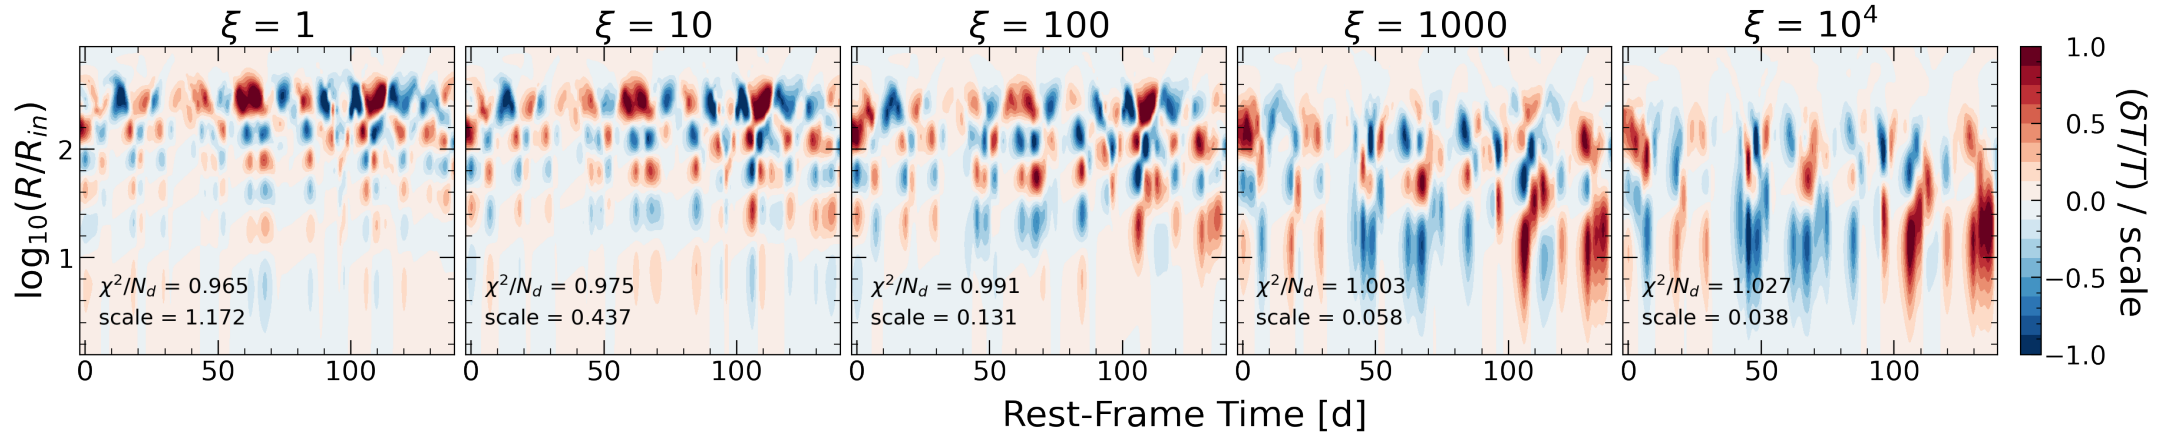 ξ = 1
ξ = 10
ξ = 100
ξ = 1000
ξ = 10⁴
log₁₀(R/Rᵢₙ)
2
1
χ²/N_d = 0.965
scale = 1.172
χ²/N_d = 0.975
scale = 0.437
χ²/N_d = 0.991
scale = 0.131
χ²/N_d = 1.003
scale = 0.058
χ²/N_d = 1.027
scale = 0.038
0 50 100
0 50 100
0 50 100
0 50 100
0 50 100
Rest-Frame Time [d]
1.0
0.5
0.0
−0.5
−1.0
(δT/T) / scale